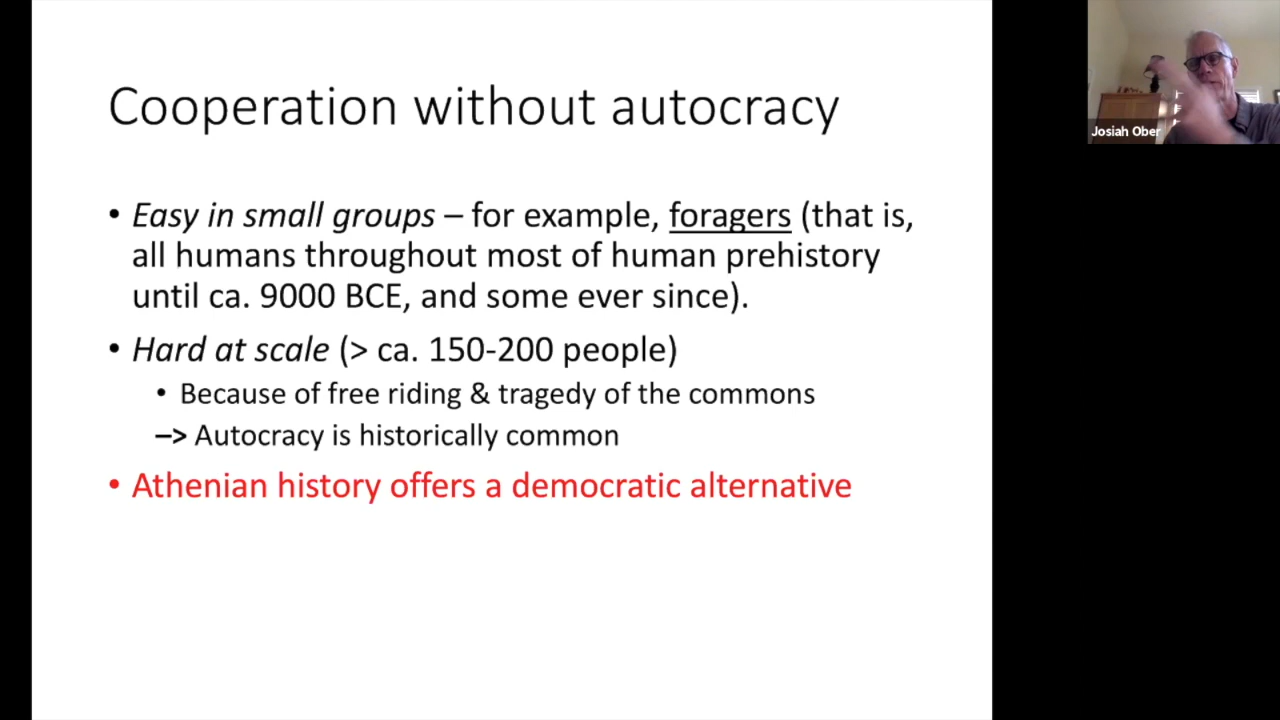 Cooperation without autocracy
• Easy in small groups – for example, foragers (that is,
all humans throughout most of human prehistory
until ca. 9000 BCE, and some ever since).
• Hard at scale (> ca. 150-200 people)
• Because of free riding & tragedy of the commons
–> Autocracy is historically common
• Athenian history offers a democratic alternative
Josiah Ober